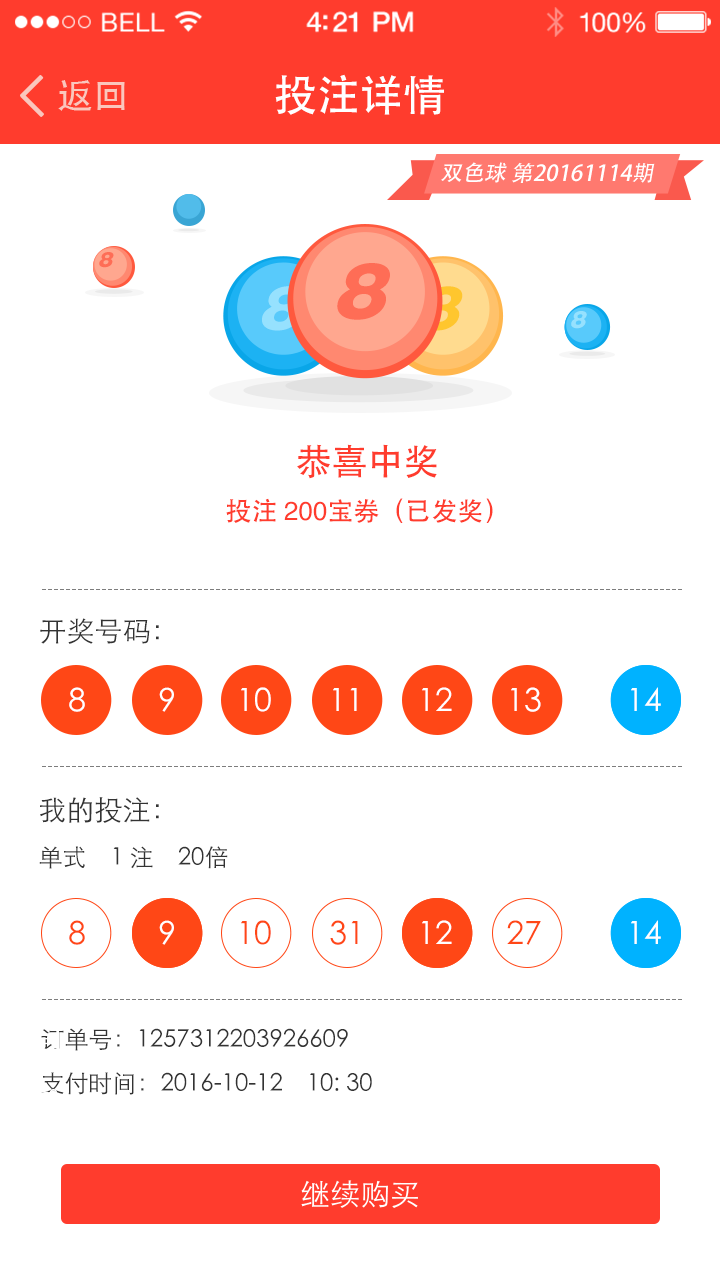 BELL 4:21 PM 100%
返回 投注详情
双色球 第20161114期
8
8
8 8 8
8
恭喜中奖
投注 200宝券（已发奖）
开奖号码：
8 9 10 11 12 13 14
我的投注：
单式 1 注 20倍
8 9 10 31 12 27 14
订单号：1257312203926609
支付时间：2016-10-12 10:30
继续购买